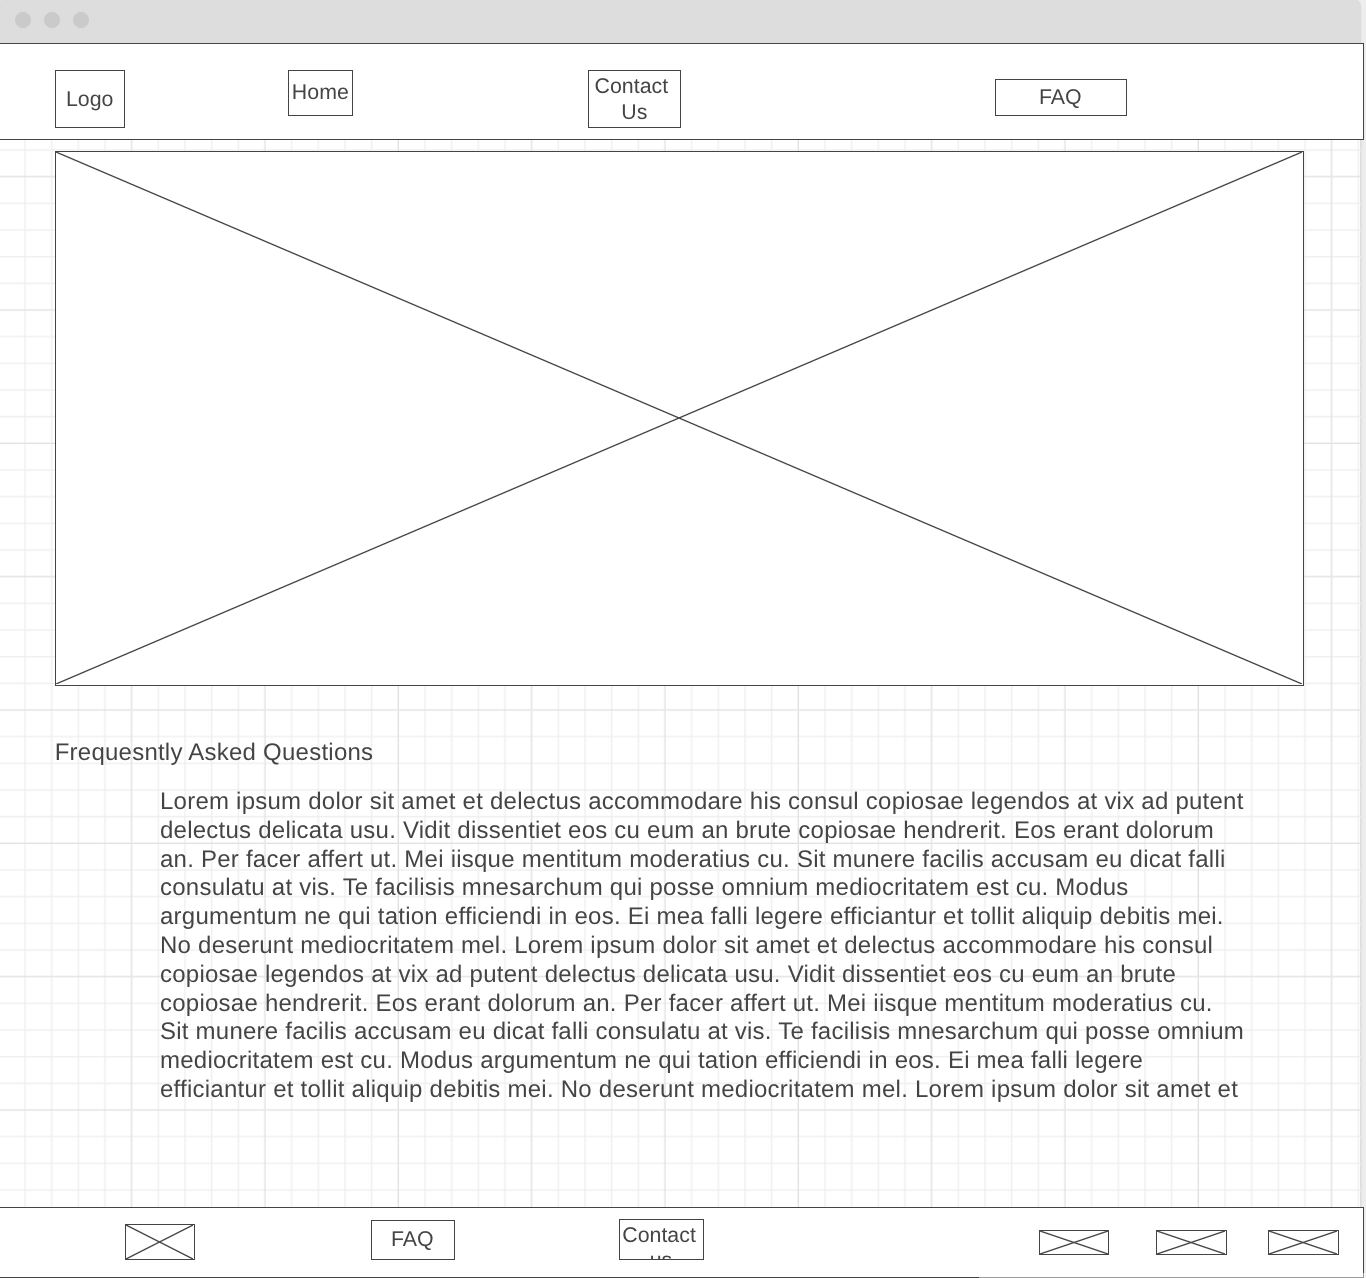 Logo
Home
Contact
Us
FAQ
Frequesntly Asked Questions
Lorem ipsum dolor sit amet et delectus accommodare his consul copiosae legendos at vix ad putent
delectus delicata usu. Vidit dissentiet eos cu eum an brute copiosae hendrerit. Eos erant dolorum
an. Per facer affert ut. Mei iisque mentitum moderatius cu. Sit munere facilis accusam eu dicat falli
consulatu at vis. Te facilisis mnesarchum qui posse omnium mediocritatem est cu. Modus
argumentum ne qui tation efficiendi in eos. Ei mea falli legere efficiantur et tollit aliquip debitis mei.
No deserunt mediocritatem mel. Lorem ipsum dolor sit amet et delectus accommodare his consul
copiosae legendos at vix ad putent delectus delicata usu. Vidit dissentiet eos cu eum an brute
copiosae hendrerit. Eos erant dolorum an. Per facer affert ut. Mei iisque mentitum moderatius cu.
Sit munere facilis accusam eu dicat falli consulatu at vis. Te facilisis mnesarchum qui posse omnium
mediocritatem est cu. Modus argumentum ne qui tation efficiendi in eos. Ei mea falli legere
efficiantur et tollit aliquip debitis mei. No deserunt mediocritatem mel. Lorem ipsum dolor sit amet et
FAQ
Contact
us